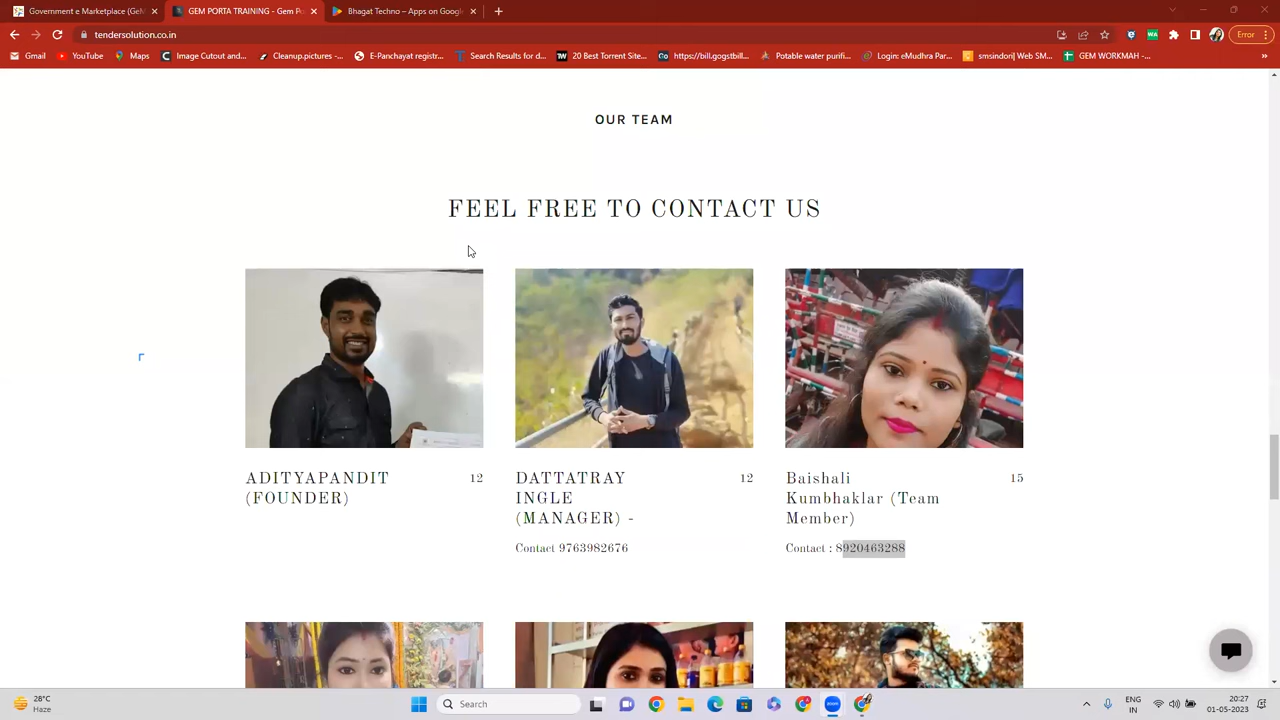 Government e Marketplace (GeM
GEM PORTA TRAINING - Gem Po
Bhagat Techno – Apps on Google
Error
tendersolution.co.in
Gmail
YouTube
Maps
Image Cutout and...
Cleanup.pictures -...
E-Panchayat registr...
Search Results for d...
20 Best Torrent Site...
https://bill.gogstbill...
Potable water purifi...
Login: eMudhra Par...
smsindori| Web SM...
GEM WORKMAH -...
OUR TEAM
FEEL FREE TO CONTACT US
ADITYAPANDIT
(FOUNDER)
12
DATTATRAY
INGLE
(MANAGER) -
12
Contact 9763982676
Baishali
Kumbhaklar (Team
Member)
15
Contact : 8920463288
28°C
Haze
Search
zoom
ENG
IN
20:27
01-05-2023